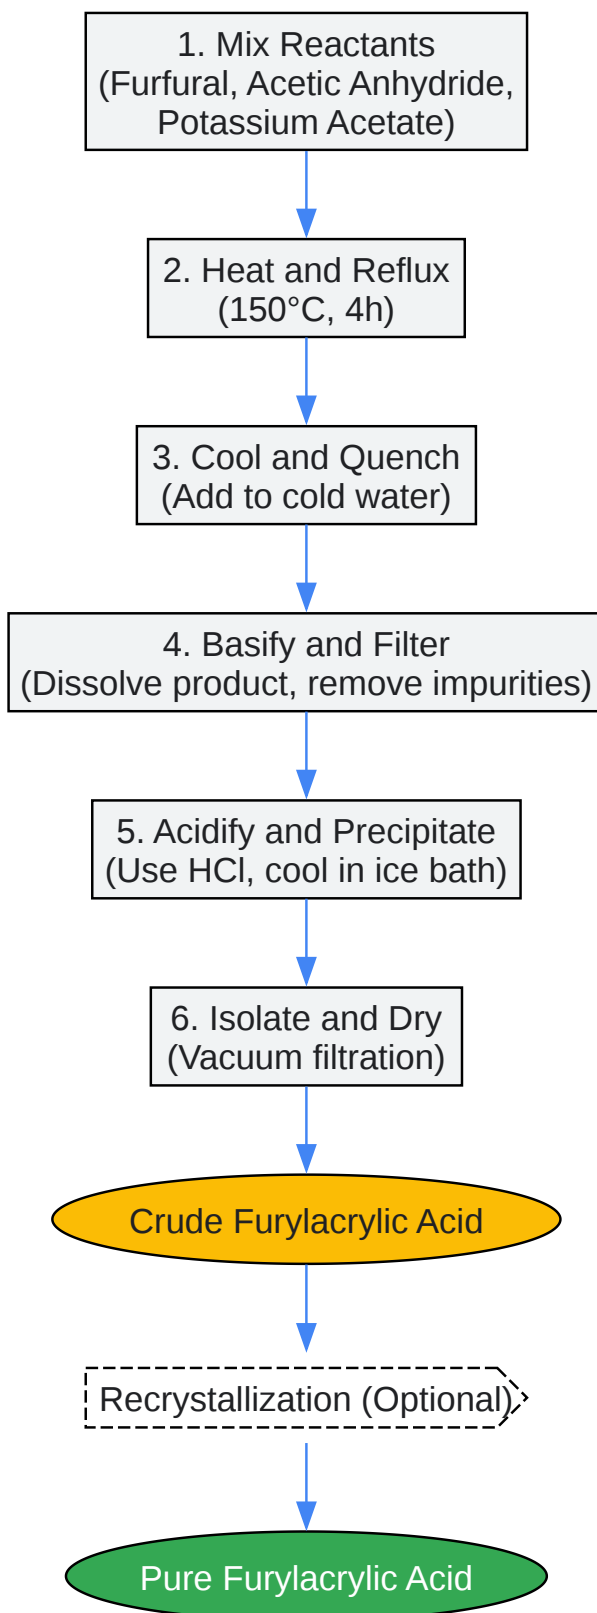 1. Mix Reactants
(Furfural, Acetic Anhydride,
Potassium Acetate)
2. Heat and Reflux
(150°C, 4h)
3. Cool and Quench
(Add to cold water)
4. Basify and Filter
(Dissolve product, remove impurities)
5. Acidify and Precipitate
(Use HCl, cool in ice bath)
6. Isolate and Dry
(Vacuum filtration)
Crude Furylacrylic Acid
Recrystallization (Optional)
Pure Furylacrylic Acid